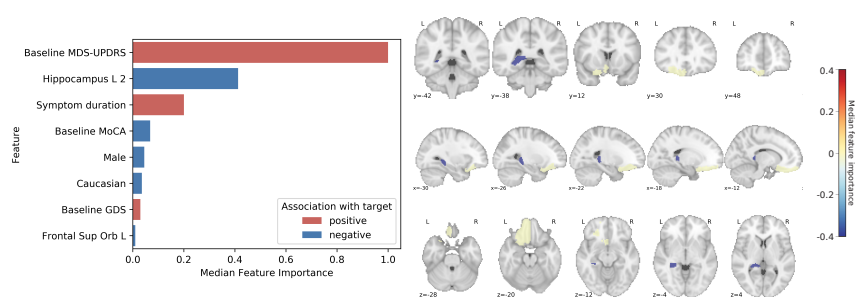 Feature
Baseline MDS-UPDRS
Hippocampus L 2
Symptom duration
Baseline MoCA
Male
Caucasian
Baseline GDS
Frontal Sup Orb L
Association with target
positive
negative
0.0 0.2 0.4 0.6 0.8 1.0
Median Feature Importance
L R L R L R L R L R
y=-42 y=-38 y=12 y=30 y=48
x=-30 x=-26 x=-22 x=-18 x=-12
L R L R L R L R L R
z=-28 z=-20 z=-12 z=-4 z=4
0.4
0.2
0
-0.2
-0.4
Median feature importance